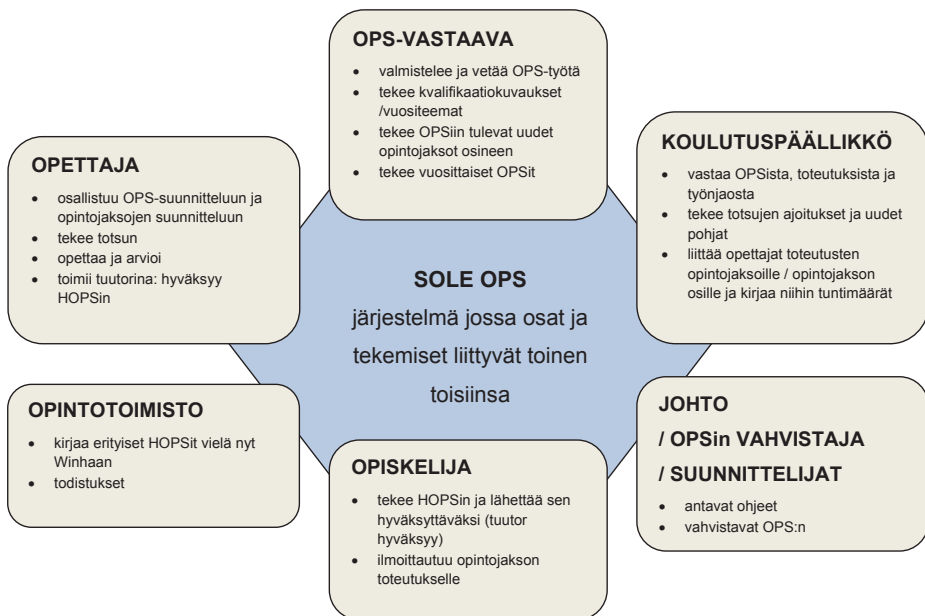 OPS-VASTAAVA
• valmistelee ja vetää OPS-työtä
• tekee kvalifikaatiokuvaukset
/vuositeemat
• tekee OPSiin tulevat uudet
opintojaksot osineen
• tekee vuosittaiset OPSit
OPETTAJA
• osallistuu OPS-suunnitteluun ja
opintojaksojen suunnitteluun
• tekee totsun
• opettaa ja arvioi
• toimii tuutorina: hyväksyy
HOPSin
KOULUTUSPÄÄLLIKKÖ
• vastaa OPSista, toteutuksista ja
työnjaosta
• tekee totsujen ajoitukset ja uudet
pohjat
• liittää opettajat toteutusten
opintojaksoille / opintojakson
osille ja kirjaa niihin tuntimäärät
SOLE OPS
järjestelmä jossa osat ja
tekemiset liittyvät toinen
toisiinsa
OPINTOTOIMISTO
• kirjaa erityiset HOPSit vielä nyt
Winhaan
• todistukset
OPISKELIJA
• tekee HOPSin ja lähettää sen
hyväksyttäväksi (tuutor
hyväksyy)
• ilmoittautuu opintojakson
toteutukselle
JOHTO
/ OPSin VAHVISTAJA
/ SUUNNITTELIJAT
• antavat ohjeet
• vahvistavat OPS:n